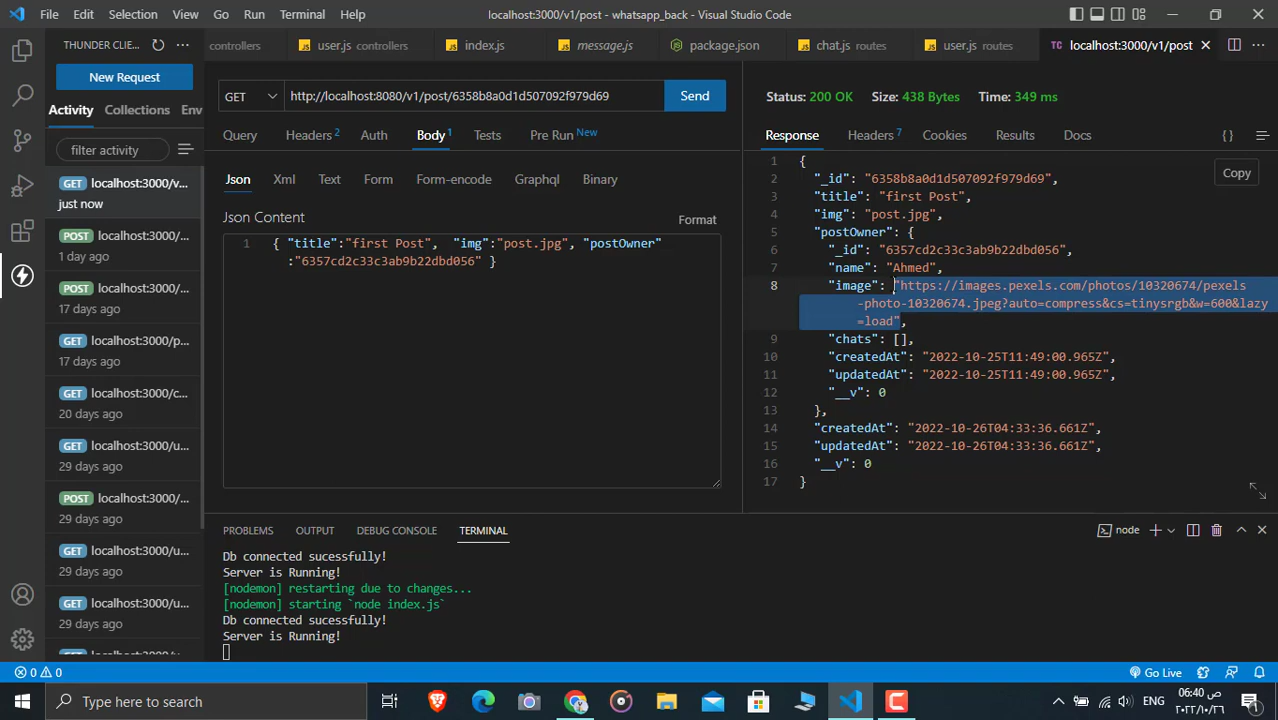 File Edit Selection View Go Run Terminal Help localhost:3000/v1/post - whatsapp_back - Visual Studio Code
THUNDER CLIE... controllers user.js controllers index.js message.js package.json chat.js routes user.js routes TC localhost:3000/v1/post
New Request
Activity Collections Env
filter activity
GET localhost:3000/v...
just now
POST localhost:3000/...
1 day ago
POST localhost:3000/...
17 days ago
GET localhost:3000/p...
17 days ago
GET localhost:3000/c...
20 days ago
GET localhost:3000/u...
29 days ago
POST localhost:3000/...
29 days ago
GET localhost:3000/u...
29 days ago
GET localhost:3000/u...
29 days ago
GET http://localhost:8080/v1/post/6358b8a0d1d507092f979d69 Send
Query Headers 2 Auth Body 1 Tests Pre Run New
Json Xml Text Form Form-encode Graphql Binary
Json Content Format
1 { "title":"first Post", "img":"post.jpg", "postOwner"
:"6357cd2c33c3ab9b22dbd056" }
Status: 200 OK Size: 438 Bytes Time: 349 ms
Response Headers 7 Cookies Results Docs { }
Copy
1 {
2 "_id": "6358b8a0d1d507092f979d69",
3 "title": "first Post",
4 "img": "post.jpg",
5 "postOwner": {
6 "_id": "6357cd2c33c3ab9b22dbd056",
7 "name": "Ahmed",
8 "image": "https://images.pexels.com/photos/10320674/pexels
-photo-10320674.jpeg?auto=compress&cs=tinysrgb&w=600&lazy
=load",
9 "chats": [],
10 "createdAt": "2022-10-25T11:49:00.965Z",
11 "updatedAt": "2022-10-25T11:49:00.965Z",
12 "__v": 0
13 },
14 "createdAt": "2022-10-26T04:33:36.661Z",
15 "updatedAt": "2022-10-26T04:33:36.661Z",
16 "__v": 0
17 }
PROBLEMS OUTPUT DEBUG CONSOLE TERMINAL node
Db connected sucessfully!
Server is Running!
[nodemon] restarting due to changes...
[nodemon] starting `node index.js`
Db connected sucessfully!
Server is Running!
0 0 Go Live
Type here to search ENG 06:40 ص
٢٠٢٢/١٠/٢٦ 1